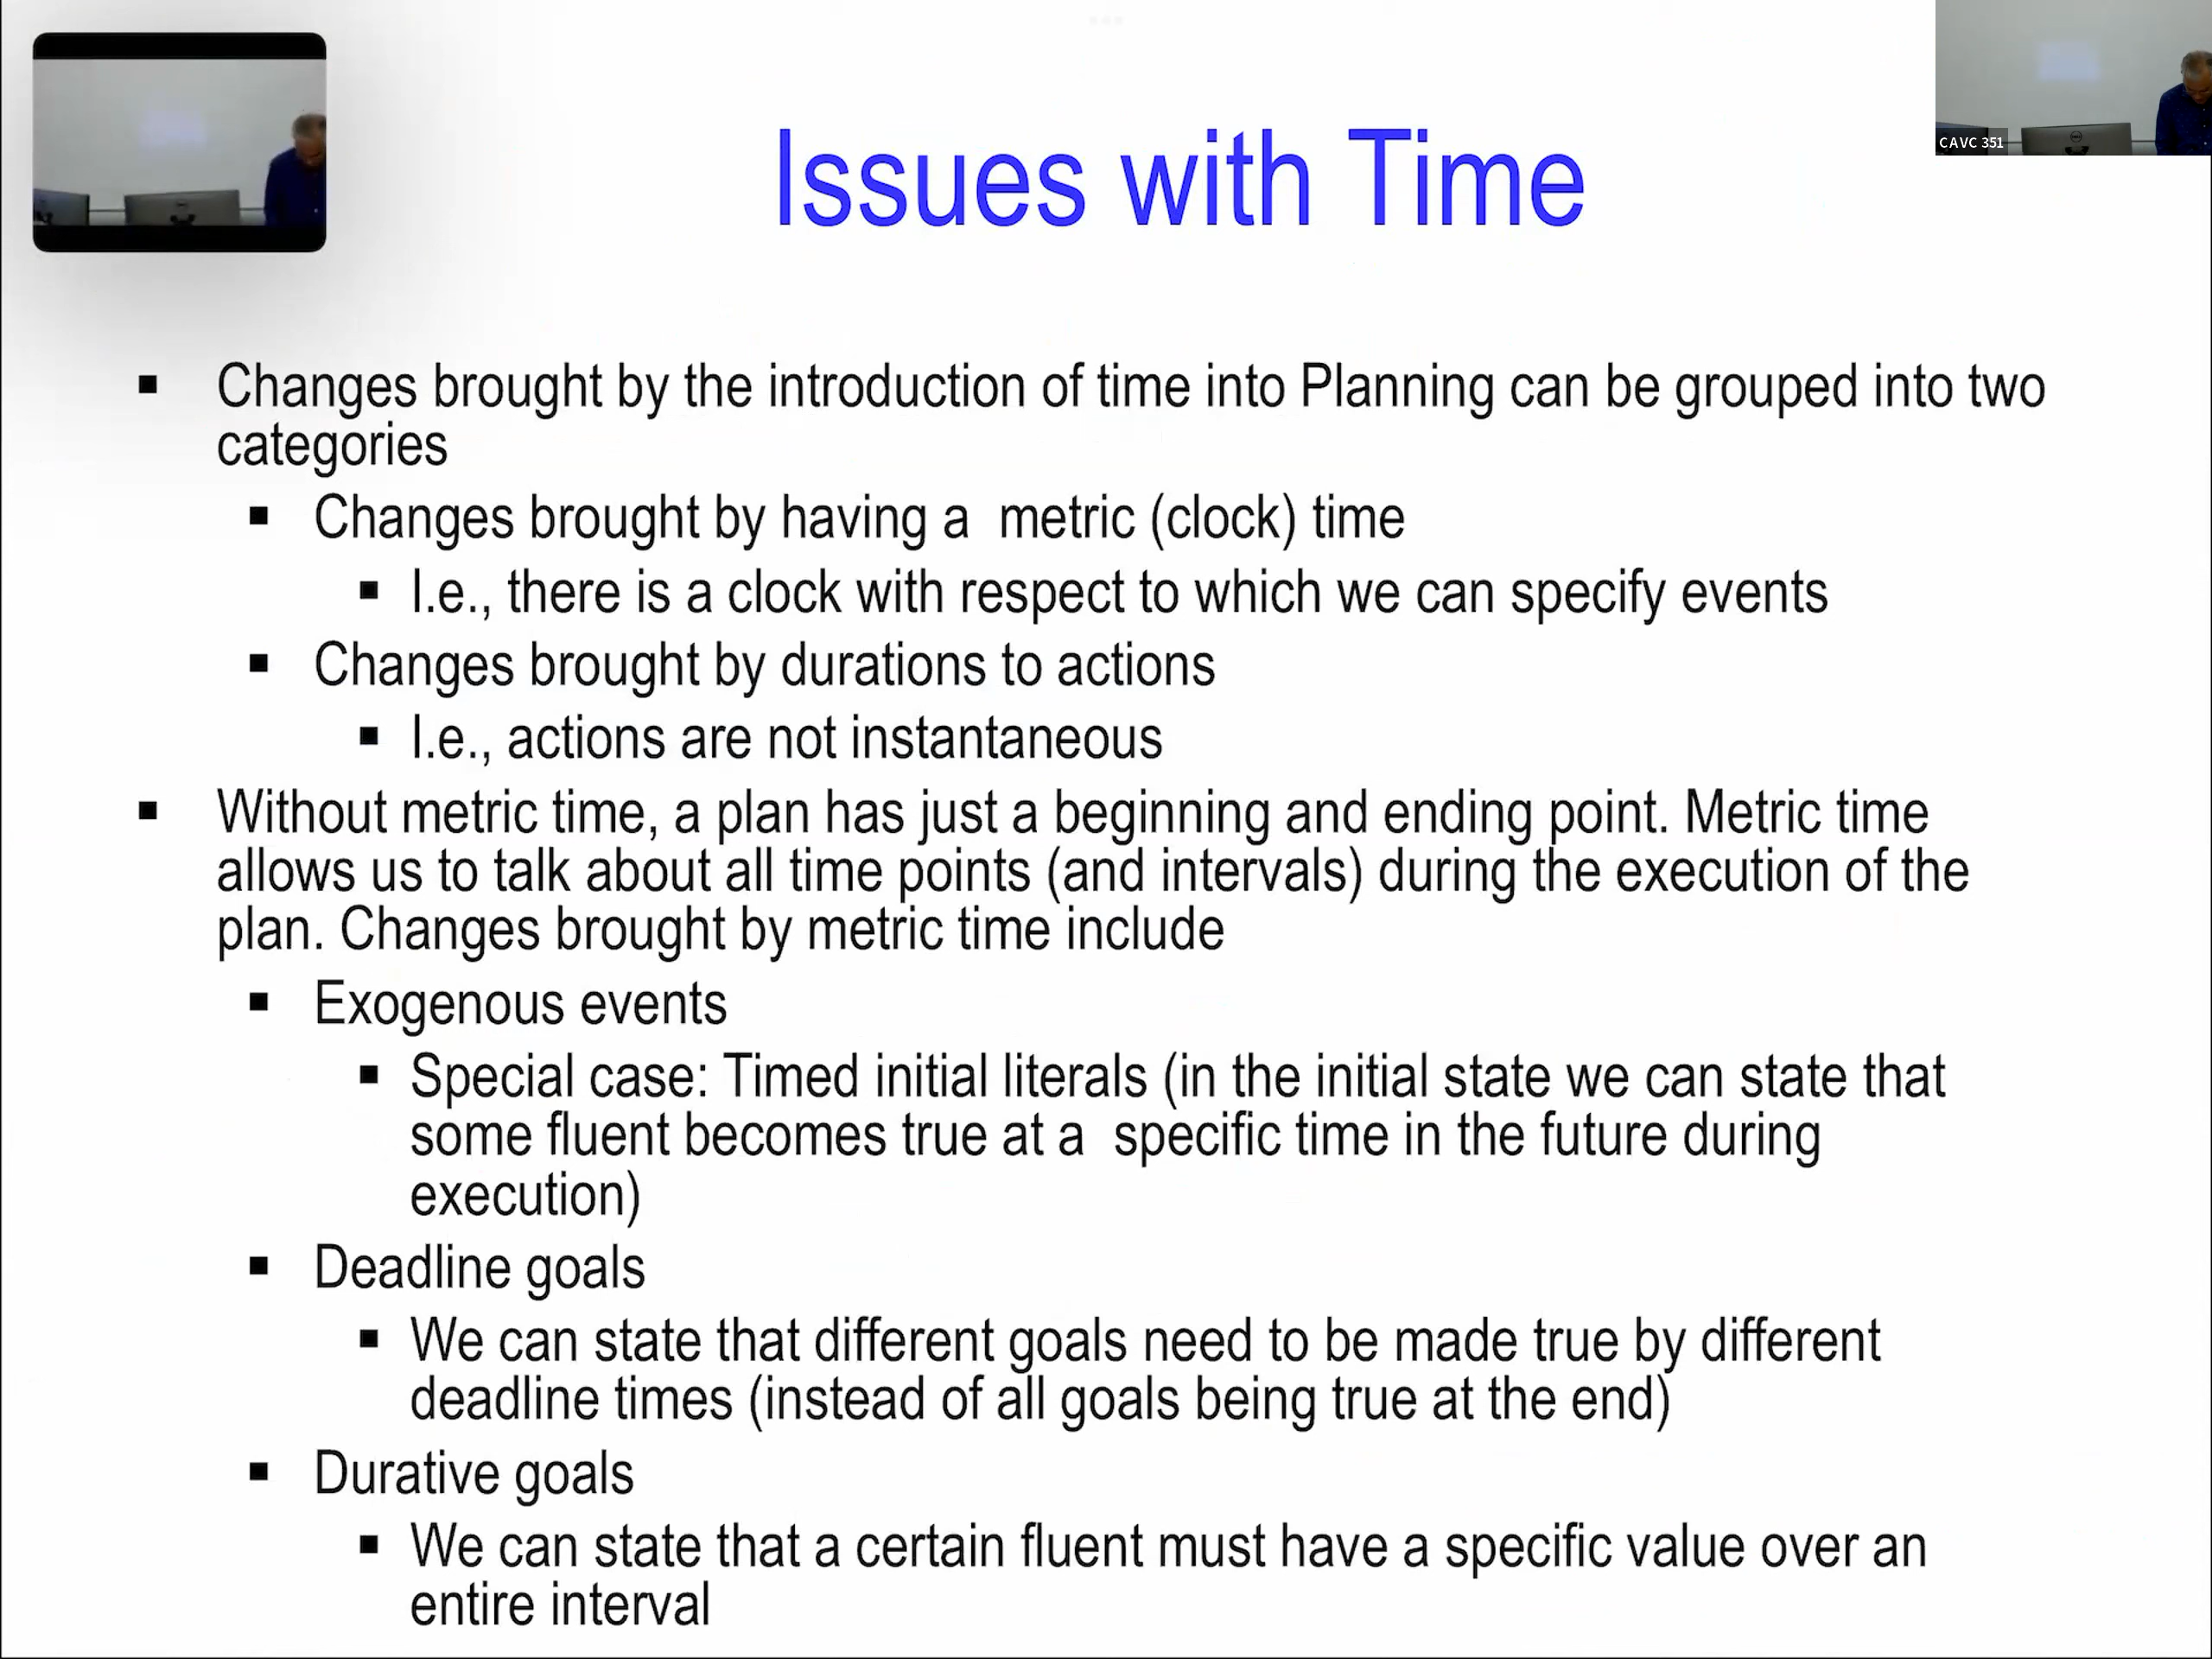 CAVC 351
Issues with Time
▪ Changes brought by the introduction of time into Planning can be grouped into two
categories
▪ Changes brought by having a  metric (clock) time
▪ I.e., there is a clock with respect to which we can specify events
▪ Changes brought by durations to actions
▪ I.e., actions are not instantaneous
▪ Without metric time, a plan has just a beginning and ending point. Metric time
allows us to talk about all time points (and intervals) during the execution of the
plan. Changes brought by metric time include
▪ Exogenous events
▪ Special case: Timed initial literals (in the initial state we can state that
some fluent becomes true at a  specific time in the future during
execution)
▪ Deadline goals
▪ We can state that different goals need to be made true by different
deadline times (instead of all goals being true at the end)
▪ Durative goals
▪ We can state that a certain fluent must have a specific value over an
entire interval